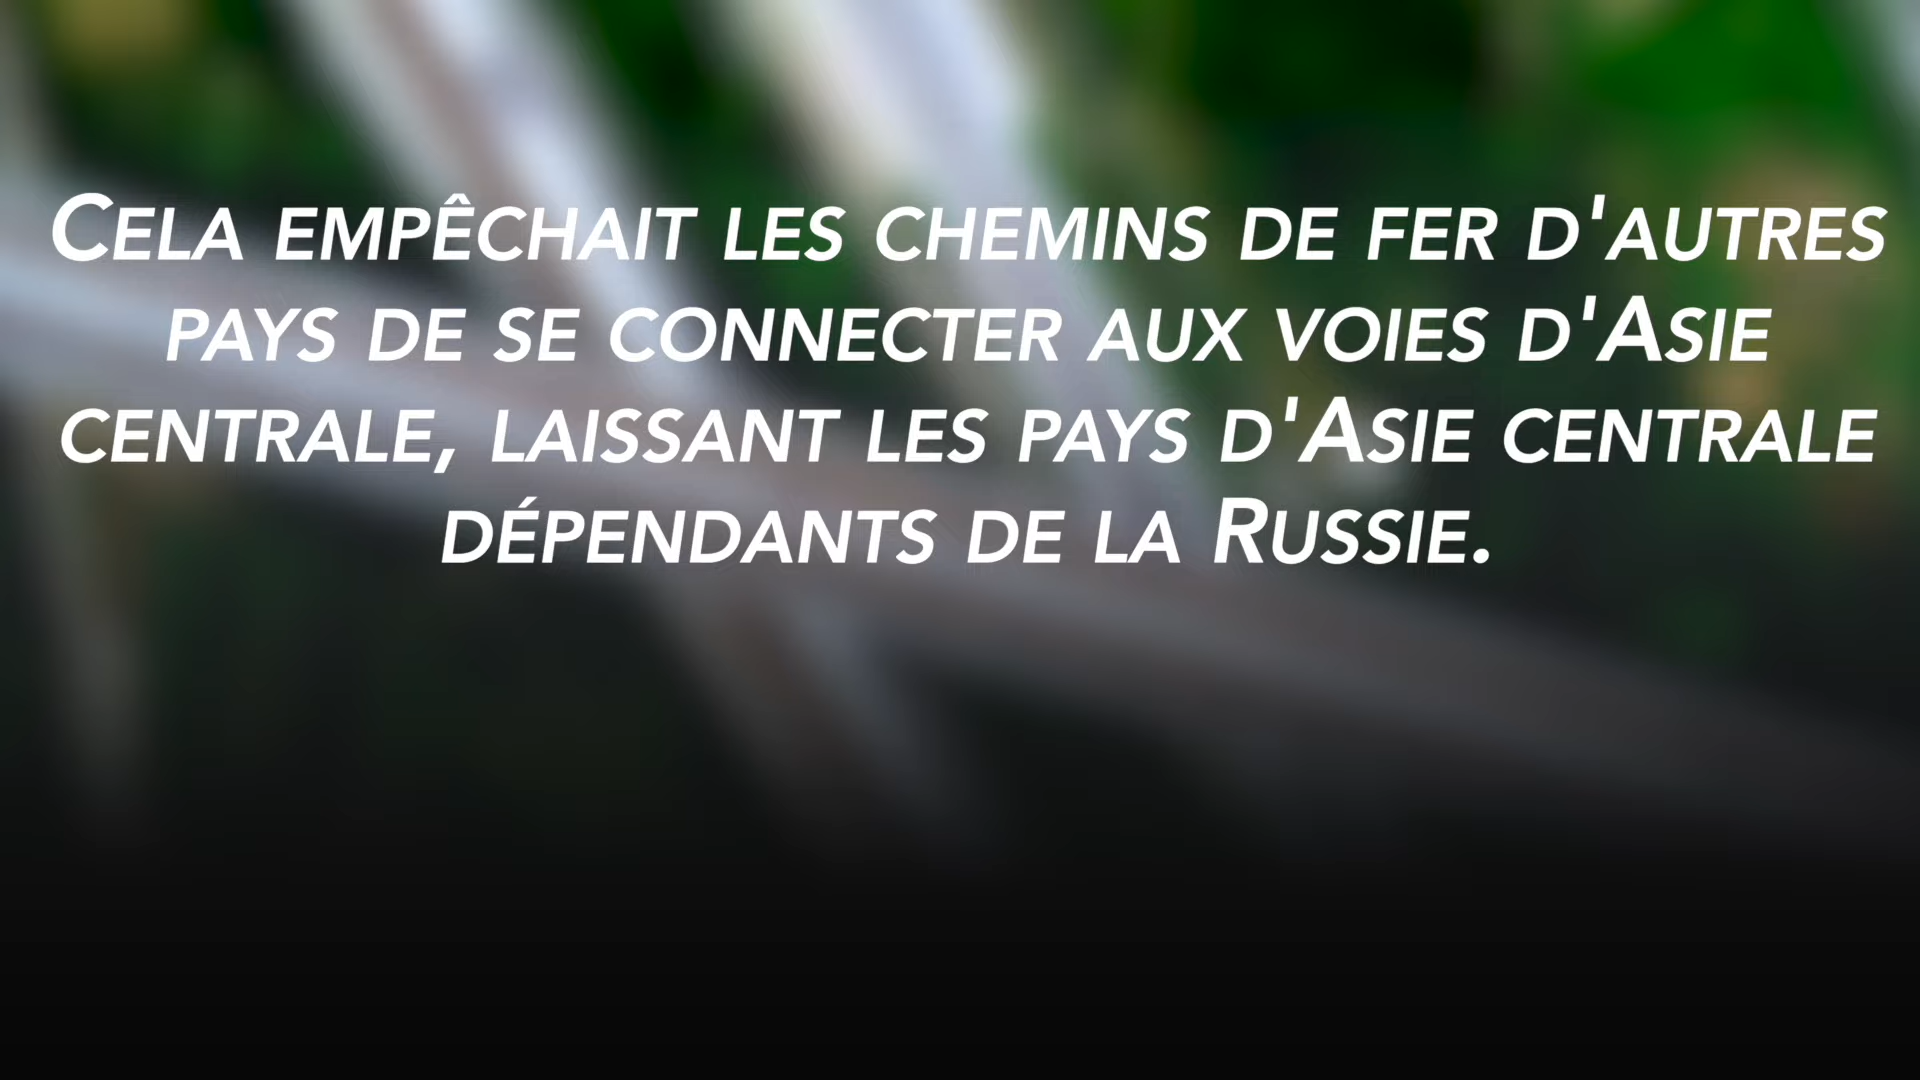 Cela empêchait les chemins de fer d'autres
pays de se connecter aux voies d'Asie
centrale, laissant les pays d'Asie centrale
dépendants de la Russie.